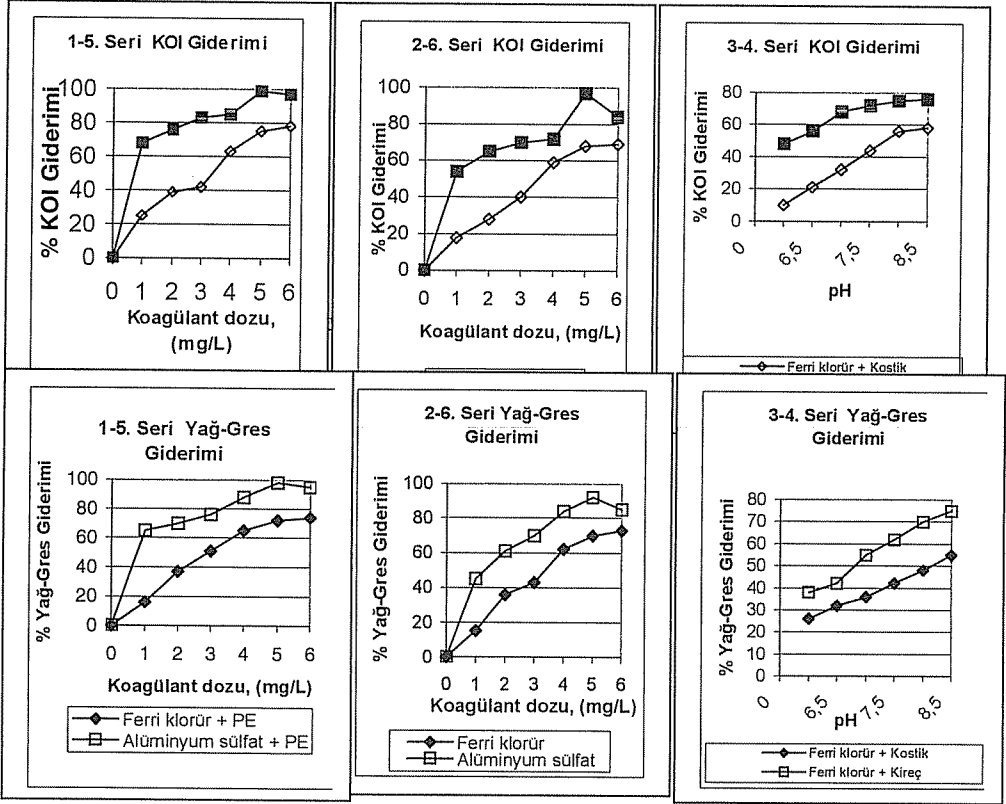 1-5. Seri KOI Giderimi
% KOI Giderimi
100
80
60
40
20
0
0 1 2 3 4 5 6
Koagülant dozu,
(mg/L)
2-6. Seri KOI Giderimi
% KOI Giderimi
100
80
60
40
20
0
0 1 2 3 4 5 6
Koagülant dozu, (mg/L)
3-4. Seri KOI Giderimi
% KOI Giderimi
80
60
40
20
0
0 6,5 7,5 8,5
pH
Ferri klorür + Kostik
1-5. Seri Yağ-Gres
Giderimi
% Yağ-Gres Giderimi
100
80
60
40
20
0
0 1 2 3 4 5 6
Koagülant dozu, (mg/L)
Ferri klorür + PE
Alüminyum sülfat + PE
2-6. Seri Yağ-Gres
Giderimi
% Yağ-Gres Giderimi
100
80
60
40
20
0
0 1 2 3 4 5 6
Koagülant dozu, (mg/L)
Ferri klorür
Alüminyum sülfat
3-4. Seri Yağ-Gres
Giderimi
% Yağ-Gres Giderimi
80
70
60
50
40
30
20
10
0
0 6,5 7,5 8,5
pH
Ferri klorür + Kostik
Ferri klorür + Kireç